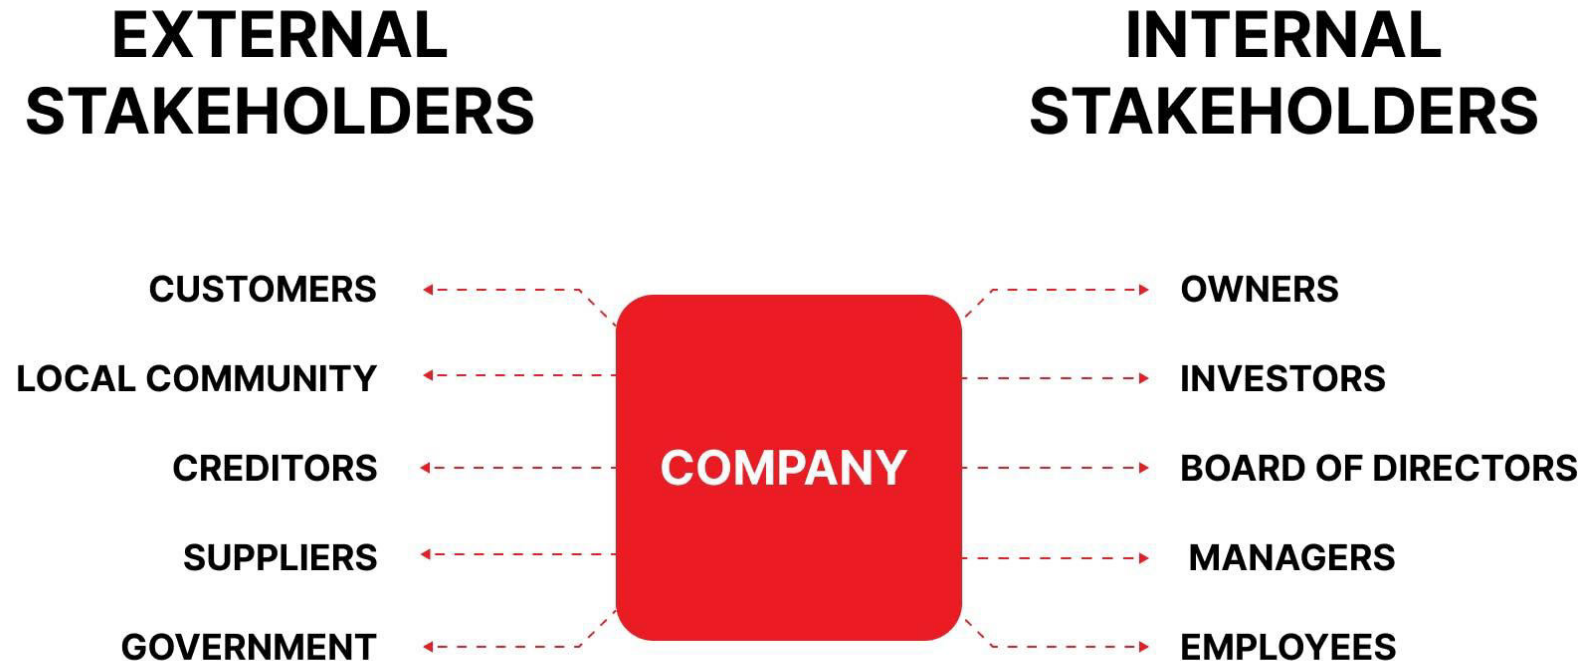 EXTERNAL
STAKEHOLDERS
CUSTOMERS
LOCAL COMMUNITY
CREDITORS
SUPPLIERS
GOVERNMENT
COMPANY
INTERNAL
STAKEHOLDERS
OWNERS
INVESTORS
BOARD OF DIRECTORS
MANAGERS
EMPLOYEES